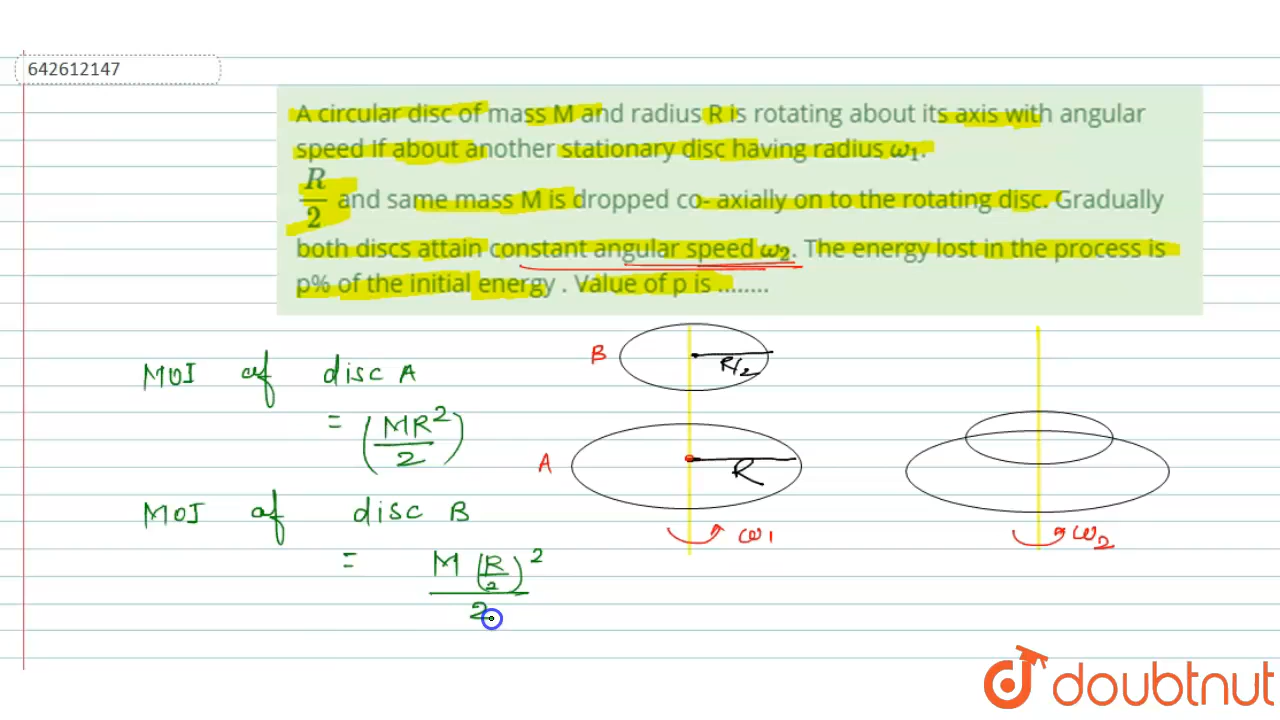 642612147
A circular disc of mass M and radius R is rotating about its axis with angular
speed If about another stationary disc having radius ω₁.
R/2 and same mass M is dropped co- axially on to the rotating disc. Gradually
both discs attain constant angular speed ω₂. The energy lost in the process is
p% of the initial energy . Value of p is ........
MOI of disc A
= (MR²/2)
MOI of disc B
= M(R/2)²/2
B
R/2
A
R
ω₁
ω₂
doubtnut